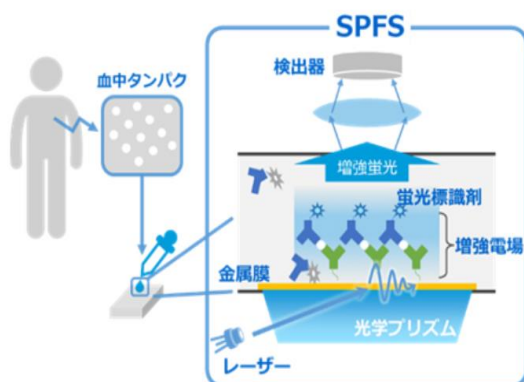 SPFS
検出器
血中タンパク
増強蛍光
蛍光標識剤
増強電場
金属膜
光学プリズム
レーザー